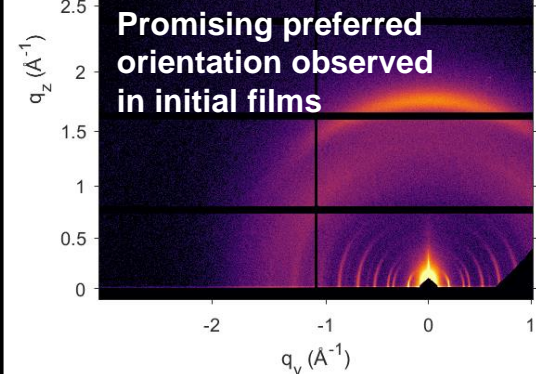 Promising preferred
orientation observed
in initial films
2.5
2
1.5
1
0.5
0
q_z (Å^-1)
-2
-1
0
1
q_y (Å^-1)